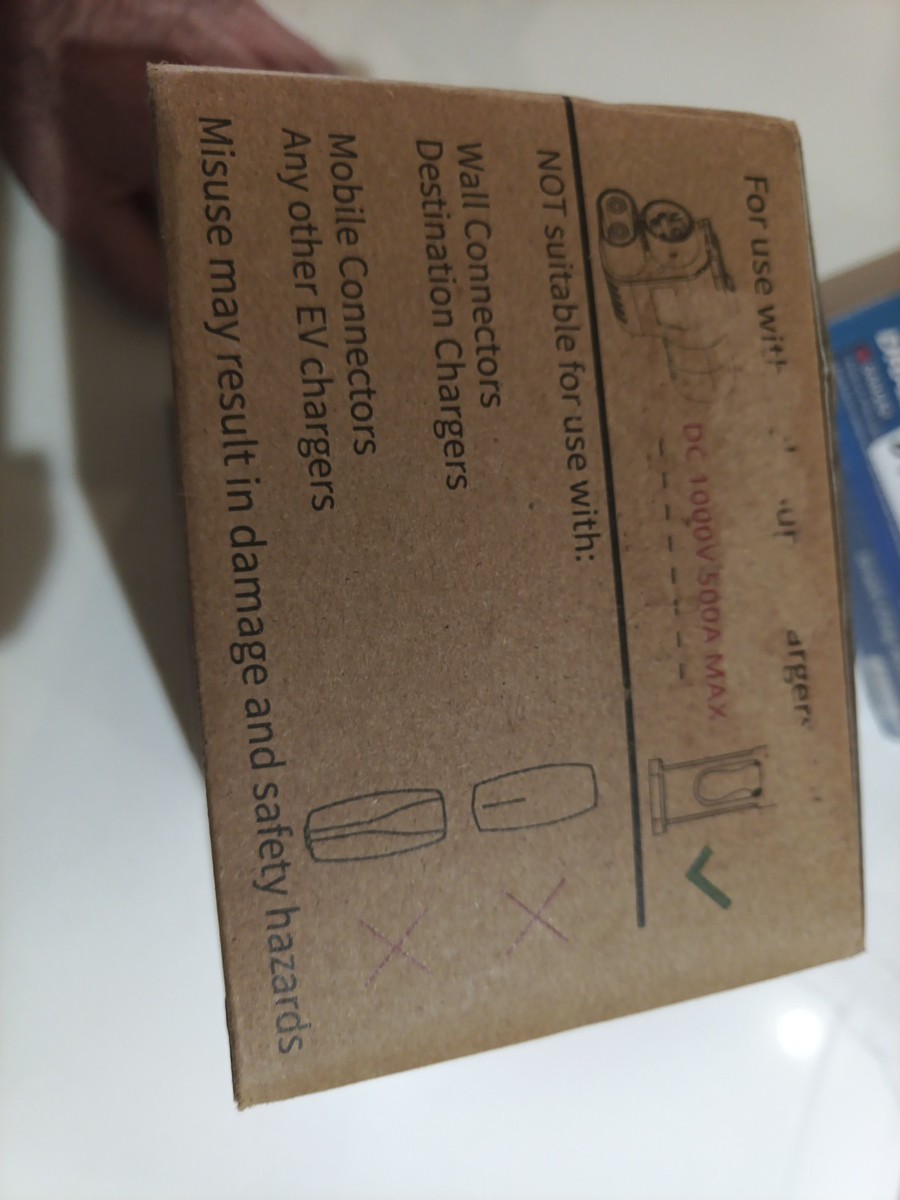 For use with
DC 1000V 500A MAX
NOT suitable for use with:
Wall Connectors
Destination Chargers
Mobile Connectors
Any other EV chargers
Misuse may result in damage and safety hazards